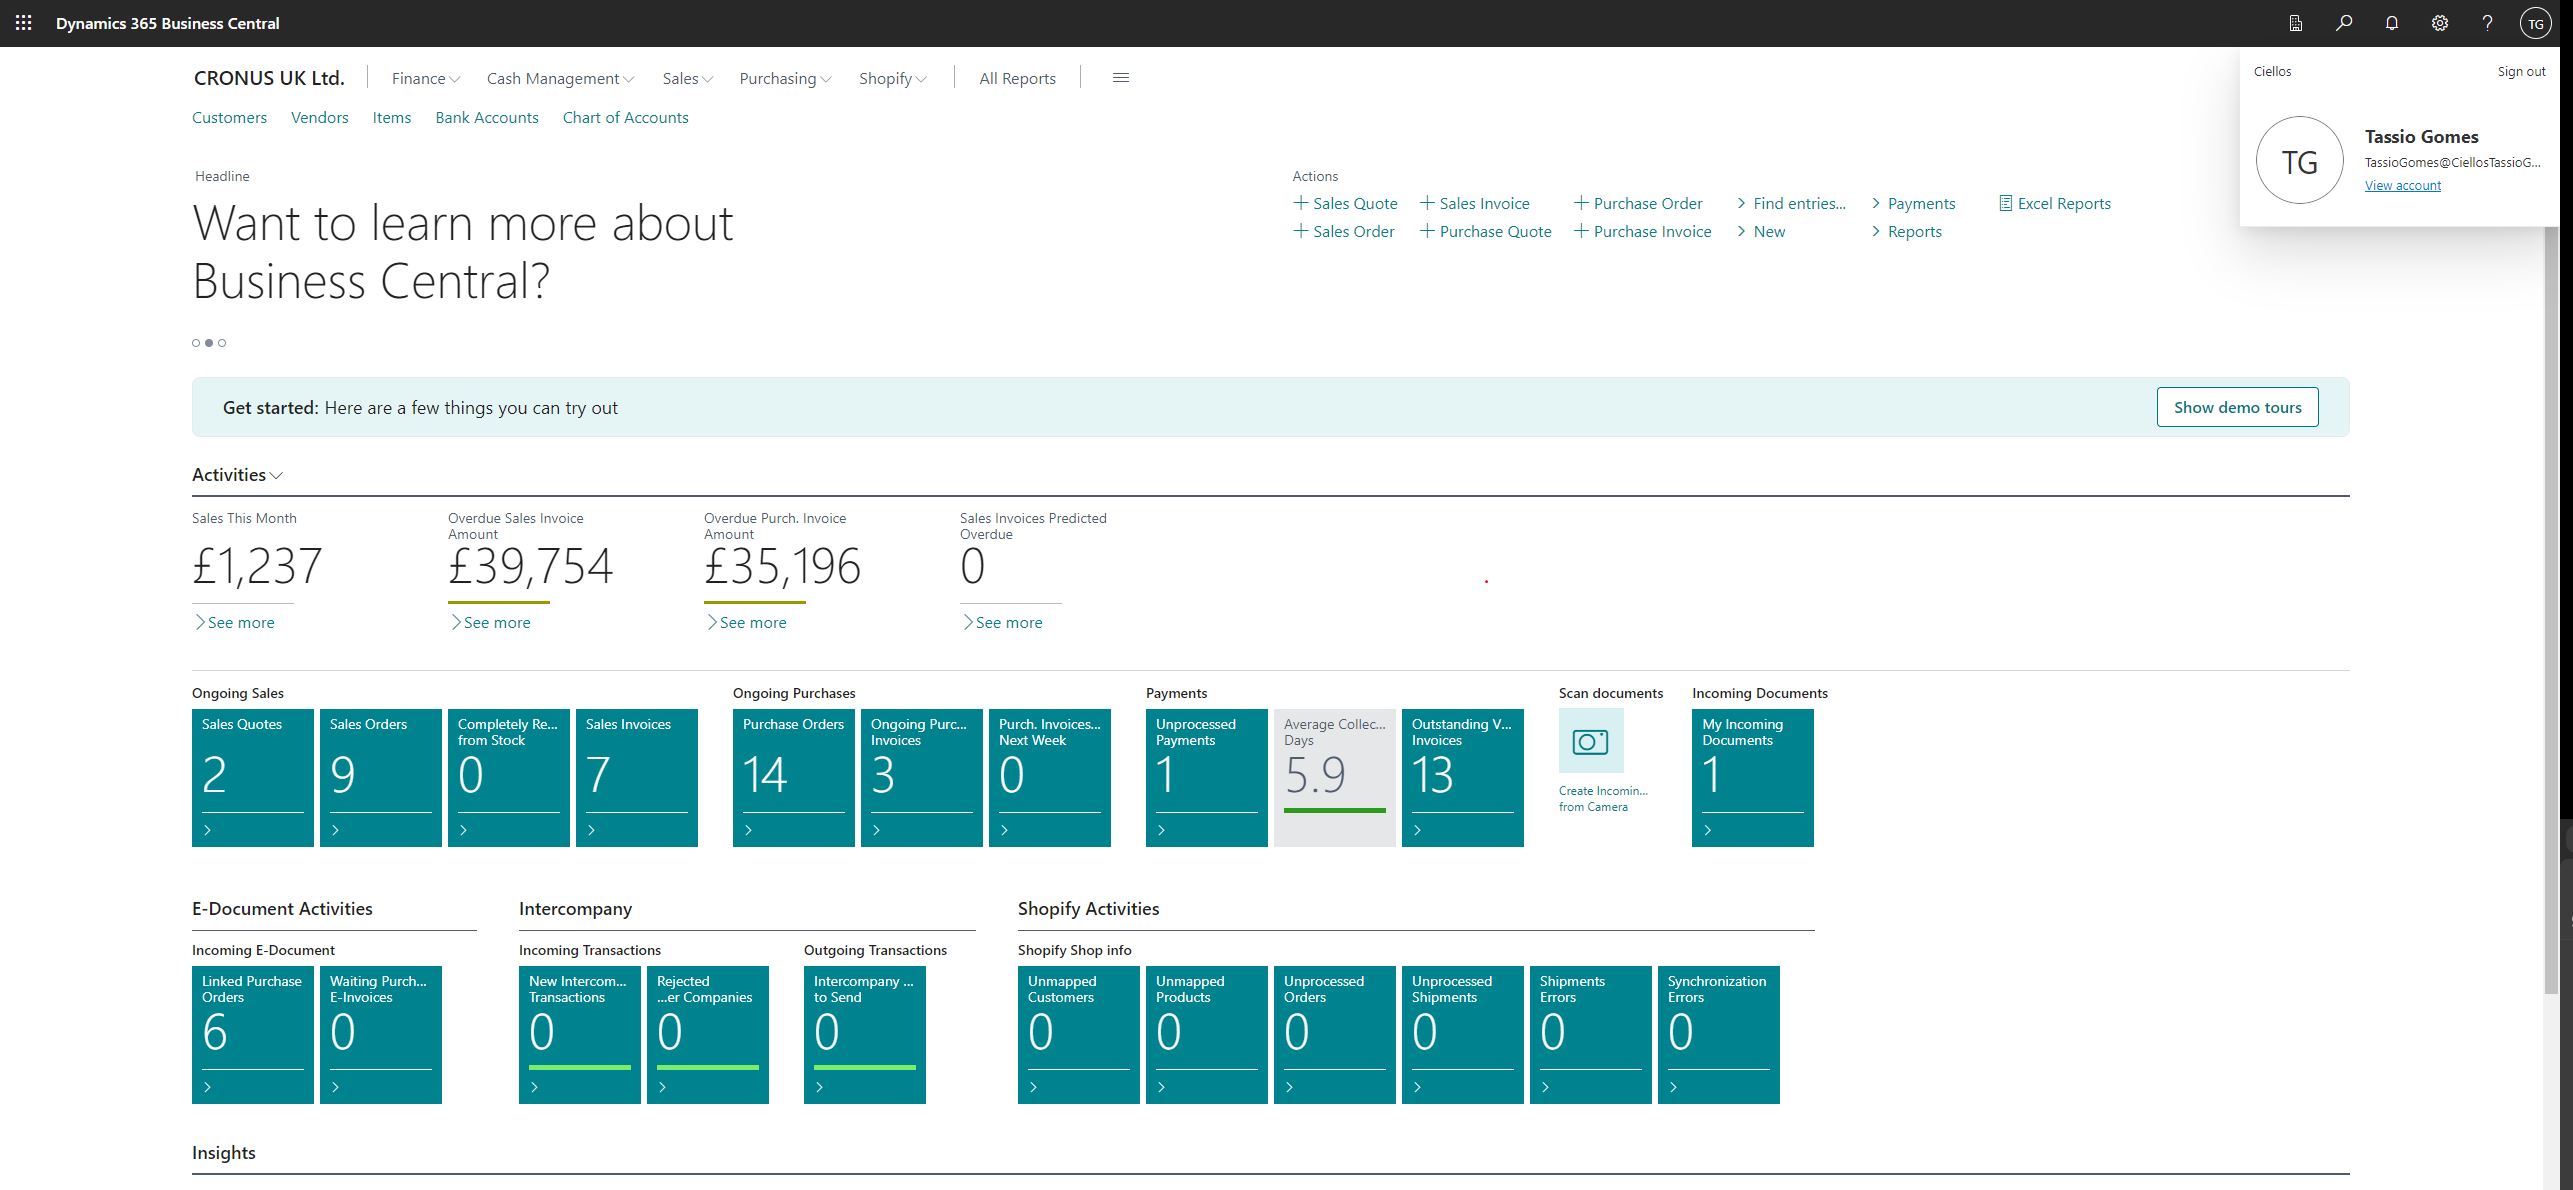 Dynamics 365 Business Central
TG
CRONUS UK Ltd.
Finance
Cash Management
Sales
Purchasing
Shopify
All Reports
Customers
Vendors
Items
Bank Accounts
Chart of Accounts
Ciellos
Sign out
TG
Tassio Gomes
TassioGomes@CiellosTassioG...
View account
Headline
Want to learn more about
Business Central?
Actions
Sales Quote
Sales Invoice
Purchase Order
Find entries...
Payments
Excel Reports
Sales Order
Purchase Quote
Purchase Invoice
New
Reports
Get started: Here are a few things you can try out
Show demo tours
Activities
Sales This Month
£1,237
See more
Overdue Sales Invoice
Amount
£39,754
See more
Overdue Purch. Invoice
Amount
£35,196
See more
Sales Invoices Predicted
Overdue
0
See more
Ongoing Sales
Sales Quotes
2
Sales Orders
9
Completely Re...
from Stock
0
Sales Invoices
7
Ongoing Purchases
Purchase Orders
14
Ongoing Purc...
Invoices
3
Purch. Invoices...
Next Week
0
Payments
Unprocessed
Payments
1
Average Collec...
Days
5.9
Outstanding V...
Invoices
13
Scan documents
Create Incomin...
from Camera
Incoming Documents
My Incoming
Documents
1
E-Document Activities
Incoming E-Document
Linked Purchase
Orders
6
Waiting Purch...
E-Invoices
0
Intercompany
Incoming Transactions
New Intercom...
Transactions
0
Rejected
...er Companies
0
Outgoing Transactions
Intercompany ...
to Send
0
Shopify Activities
Shopify Shop info
Unmapped
Customers
0
Unmapped
Products
0
Unprocessed
Orders
0
Unprocessed
Shipments
0
Shipments
Errors
0
Synchronization
Errors
0
Insights